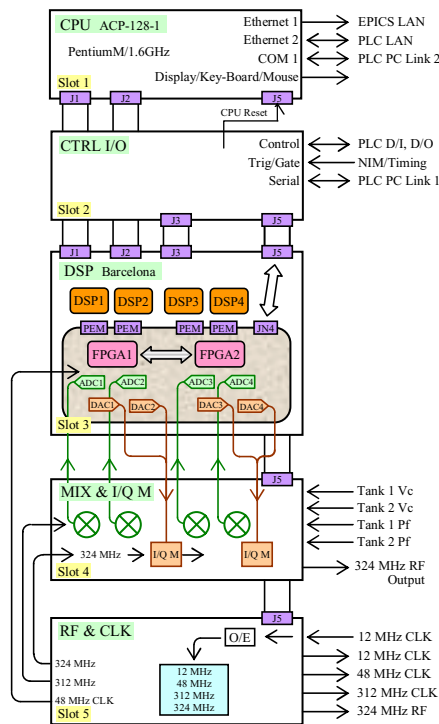 CPU ACP-128-1
Ethernet 1
EPICS LAN
PentiumM/1.6GHz
Ethernet 2
PLC LAN
COM 1
PLC PC Link 2
Display/Key-Board/Mouse
Slot 1
J1
J2
J5
CPU Reset
CTRL I/O
Control
PLC D/I, D/O
Trig/Gate
NIM/Timing
Serial
PLC PC Link 1
Slot 2
J3
J5
J1
J2
J3
J5
DSP Barcelona
DSP1
DSP2
DSP3
DSP4
PEM
PEM
PEM
PEM
JN4
FPGA1
FPGA2
ADC1
ADC2
ADC3
ADC4
DAC1
DAC2
DAC3
DAC4
Slot 3
J5
MIX & I/Q M
Tank 1 Vc
Tank 2 Vc
Tank 1 Pf
Tank 2 Pf
324 MHz
I/Q M
I/Q M
324 MHz RF
Output
Slot 4
J5
RF & CLK
O/E
12 MHz CLK
12 MHz CLK
324 MHz
12 MHz
48 MHz CLK
312 MHz
48 MHz
312 MHz CLK
48 MHz CLK
312 MHz
324 MHz
324 MHz RF
Slot 5